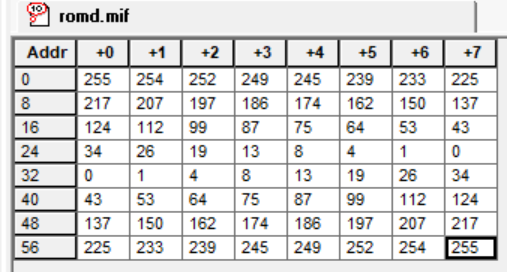 romd.mif
Addr +0 +1 +2 +3 +4 +5 +6 +7
0 255 254 252 249 245 239 233 225
8 217 207 197 186 174 162 150 137
16 124 112 99 87 75 64 53 43
24 34 26 19 13 8 4 1 0
32 0 1 4 8 13 19 26 34
40 43 53 64 75 87 99 112 124
48 137 150 162 174 186 197 207 217
56 225 233 239 245 249 252 254 255